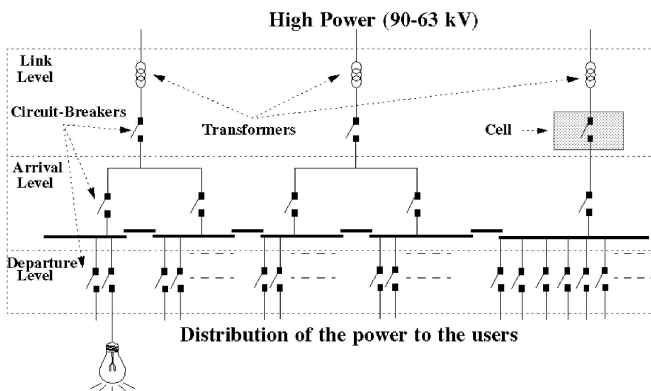 High Power (90-63 kV)
Link
Level
Circuit-Breakers
Transformers
Cell
Arrival
Level
Departure
Level
Distribution of the power to the users